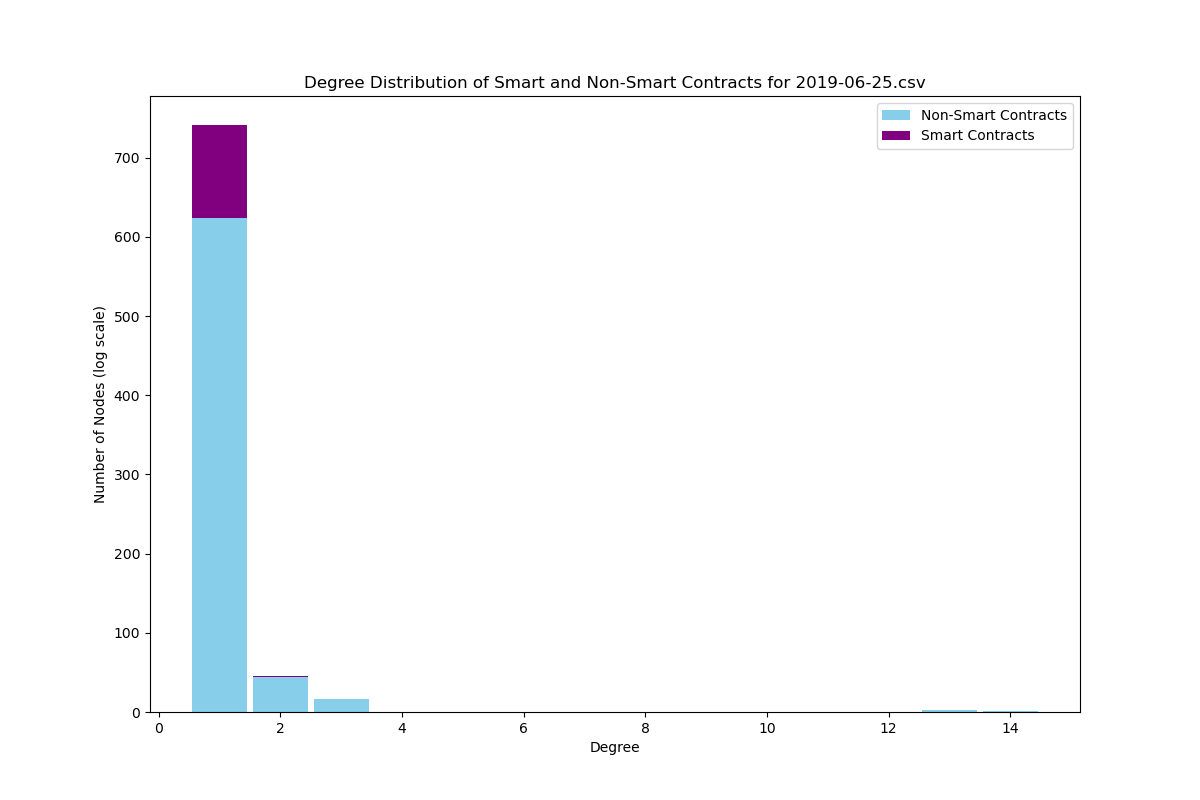 Degree Distribution of Smart and Non-Smart Contracts for 2019-06-25.csv
Non-Smart Contracts
Smart Contracts
Number of Nodes (log scale)
700
600
500
400
300
200
100
0
0 2 4 6 8 10 12 14
Degree